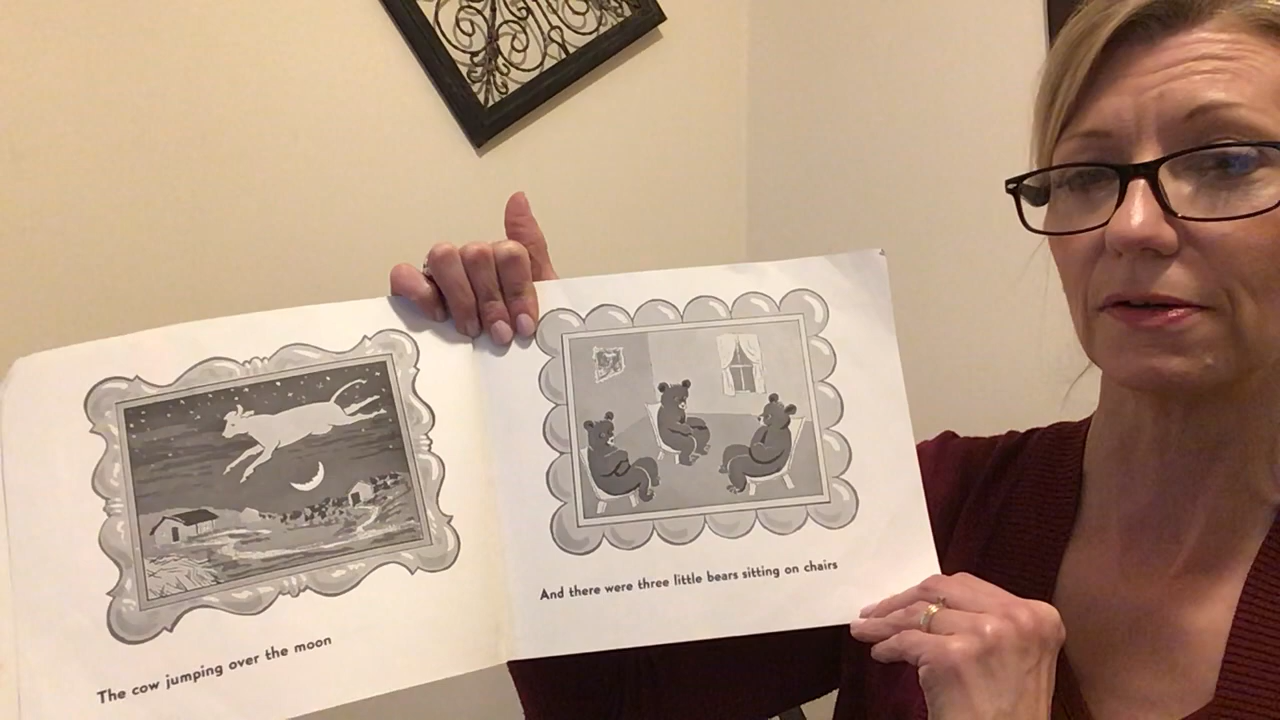 The cow jumping over the moon
And there were three little bears sitting on chairs